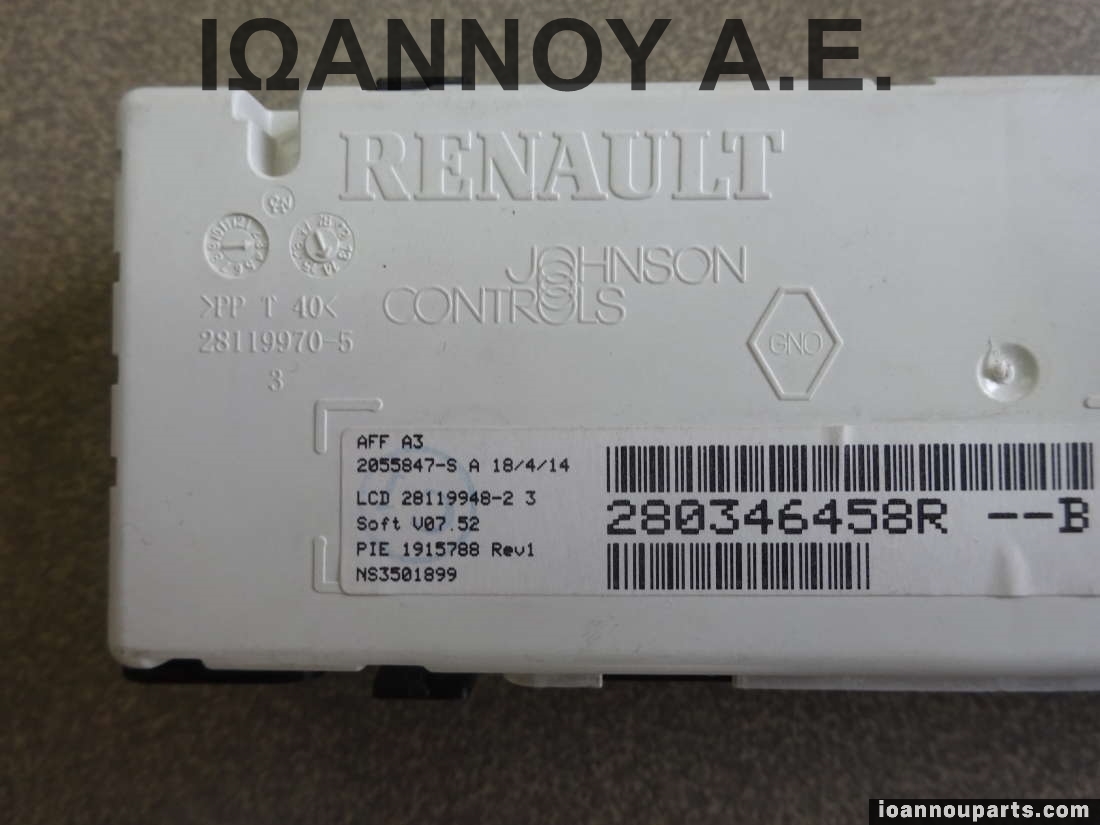 ΙΩΑΝΝΟΥ Α.Ε.
RENAULT
JOHNSON
CONTROLS
>PP T 40<
28119970-5
3
GNO
AFF A3
2055847-S A 18/4/14
LCD 28119948-2 3
Soft V07.52
PIE 1915788 Rev1
NS3501899
280346458R --B
ioannouparts.com